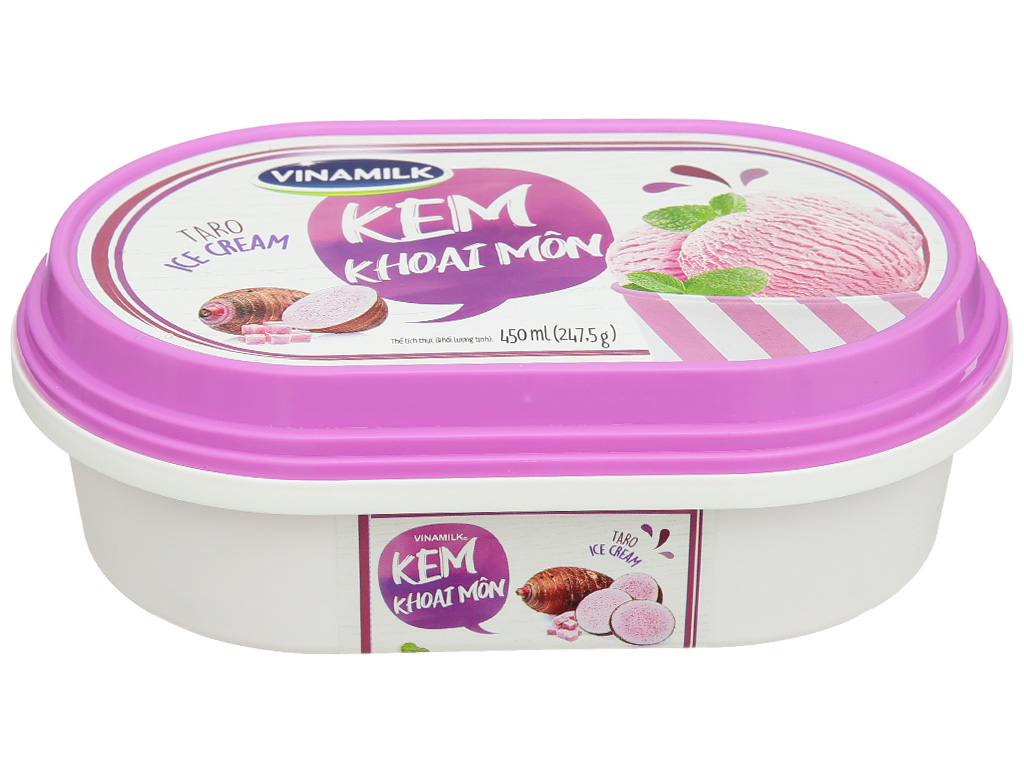 VINAMILK
KEM
KHOAI MÔN
TARO
ICE CREAM
Thể tích thực (khối lượng tịnh): 450 ml (247,5 g)
VINAMILK
KEM
KHOAI MÔN
TARO
ICE CREAM